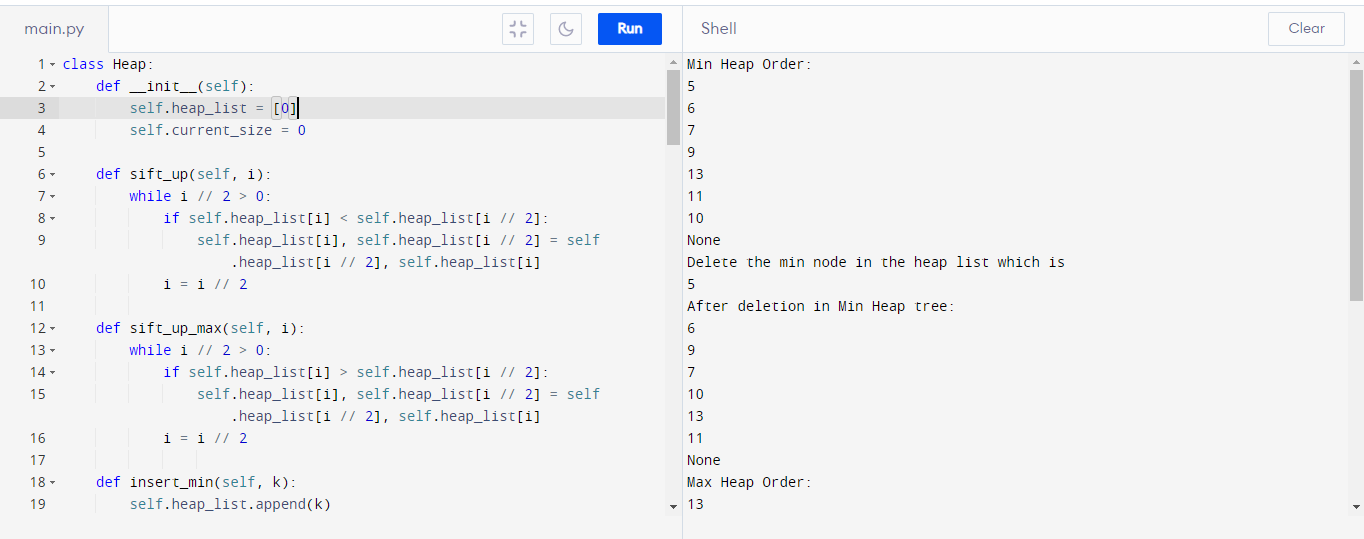 main.py
Run
Shell
Clear
1 class Heap:
2 def __init__(self):
3 self.heap_list = [0]
4 self.current_size = 0
5
6 def sift_up(self, i):
7 while i // 2 > 0:
8 if self.heap_list[i] < self.heap_list[i // 2]:
9 self.heap_list[i], self.heap_list[i // 2] = self
.heap_list[i // 2], self.heap_list[i]
10 i = i // 2
11
12 def sift_up_max(self, i):
13 while i // 2 > 0:
14 if self.heap_list[i] > self.heap_list[i // 2]:
15 self.heap_list[i], self.heap_list[i // 2] = self
.heap_list[i // 2], self.heap_list[i]
16 i = i // 2
17
18 def insert_min(self, k):
19 self.heap_list.append(k)
Min Heap Order:
5
6
7
9
13
11
10
None
Delete the min node in the heap list which is
5
After deletion in Min Heap tree:
6
9
7
10
13
11
None
Max Heap Order:
13